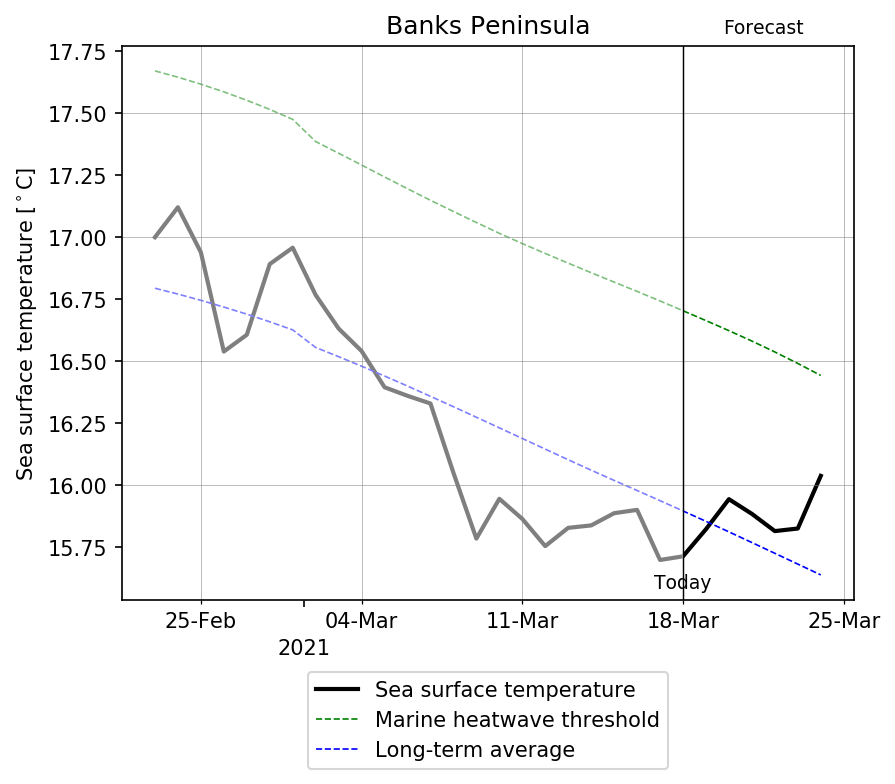 Banks Peninsula
Forecast
Sea surface temperature [°C]
17.75
17.50
17.25
17.00
16.75
16.50
16.25
16.00
15.75
Today
25-Feb
04-Mar
11-Mar
18-Mar
25-Mar
2021
Sea surface temperature
Marine heatwave threshold
Long-term average